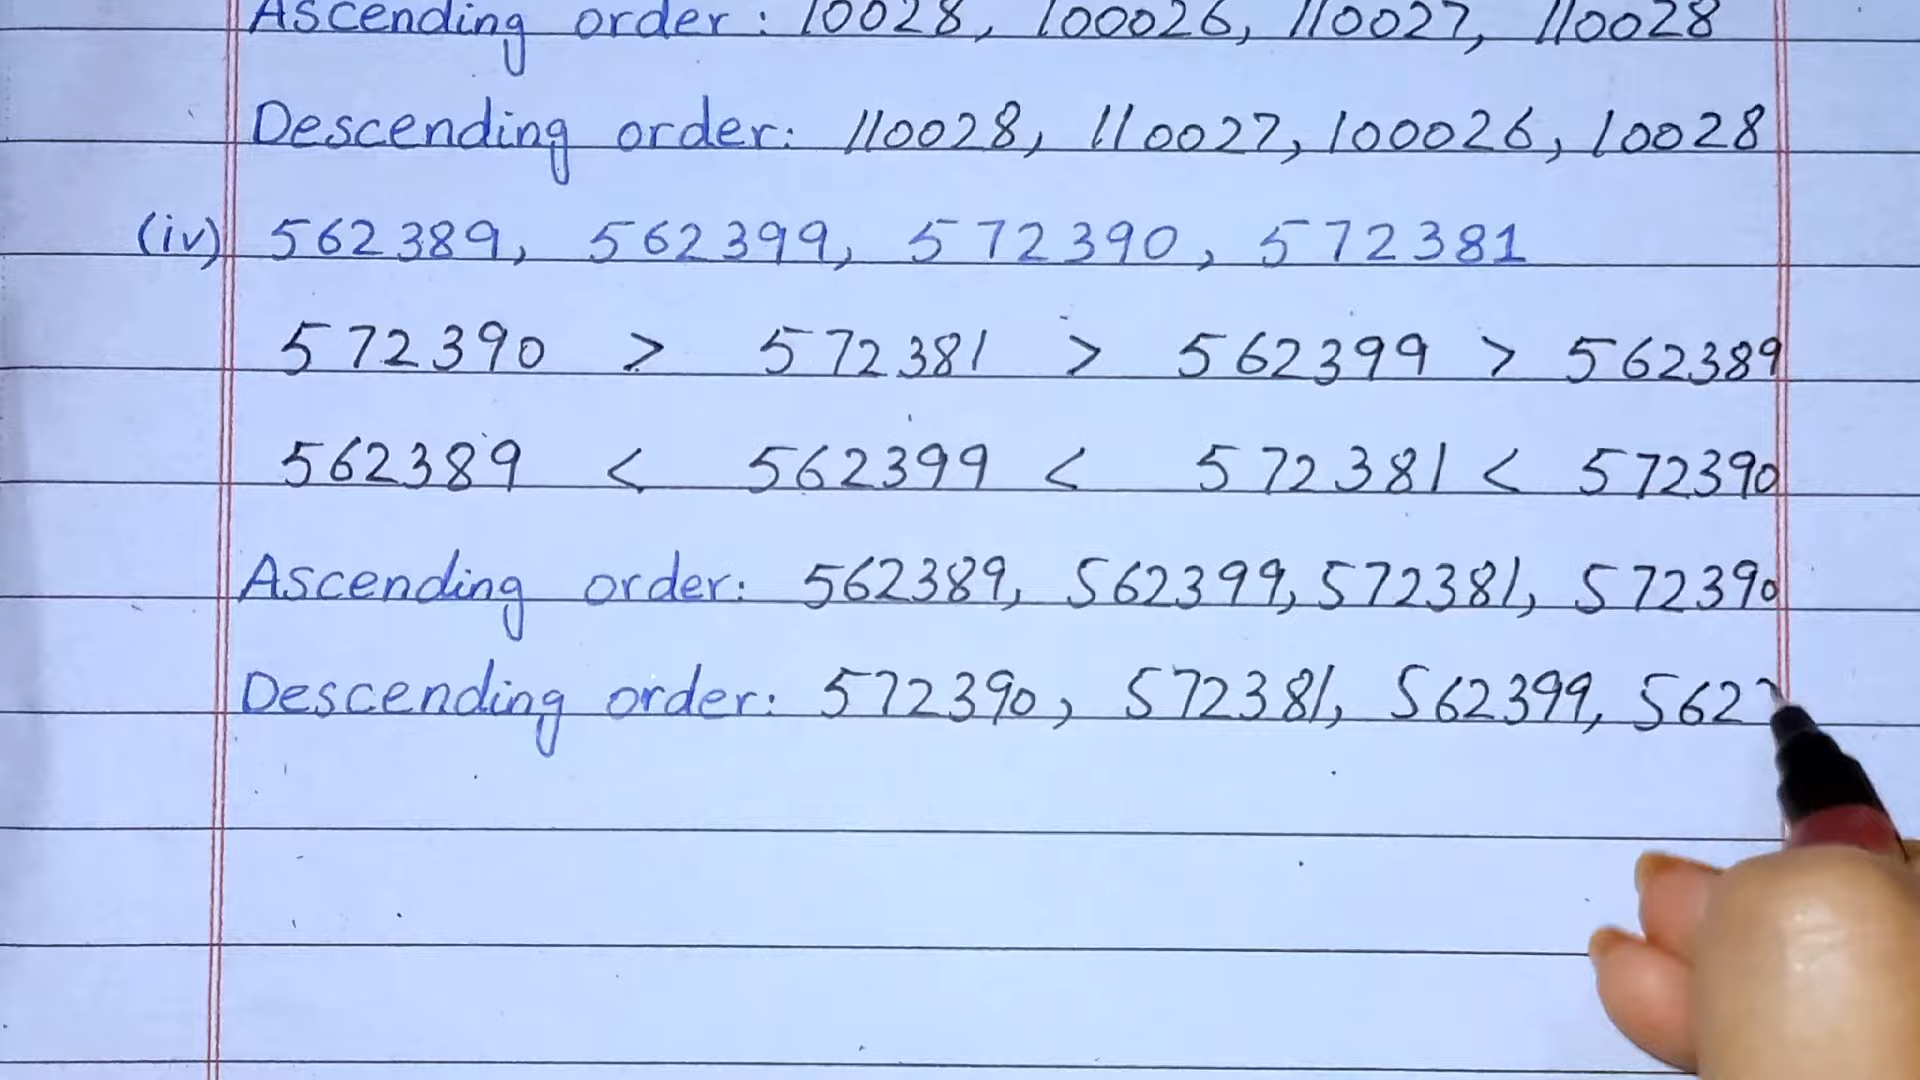 Ascending order: 10028, 100026, 110027, 110028
Descending order: 110028, 110027, 100026, 10028
(iv) 562389, 562399, 572390, 572381
572390 > 572381 > 562399 > 562389
562389 < 562399 < 572381 < 572390
Ascending order: 562389, 562399, 572381, 572390
Descending order: 572390, 572381, 562399, 562